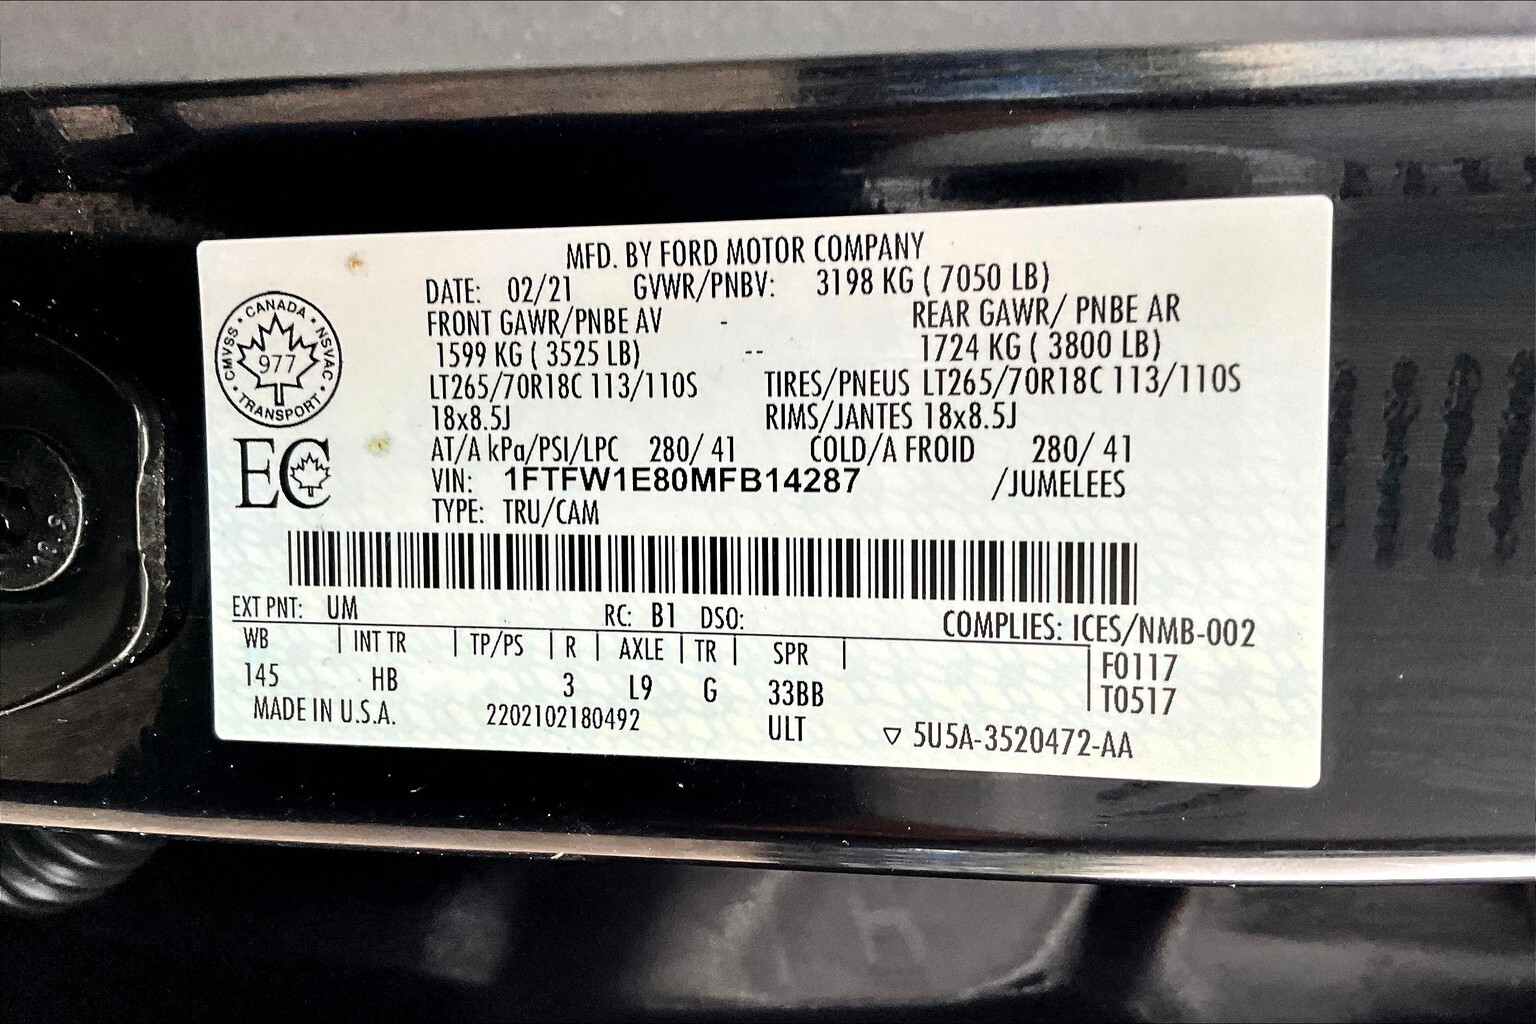 MFD. BY FORD MOTOR COMPANY
DATE: 02/21 GVWR/PNBV: 3198 KG ( 7050 LB)
FRONT GAWR/PNBE AV - REAR GAWR/ PNBE AR
1599 KG ( 3525 LB) -- 1724 KG ( 3800 LB)
LT265/70R18C 113/110S TIRES/PNEUS LT265/70R18C 113/110S
18x8.5J RIMS/JANTES 18x8.5J
AT/A kPa/PSI/LPC 280/ 41 COLD/A FROID 280/ 41
VIN: 1FTFW1E80MFB14287 /JUMELEES
TYPE: TRU/CAM
CANADA • NSVAC • TRANSPORT • CMVSS •
977
EC
EXT PNT: UM RC: B1 DSO: COMPLIES: ICES/NMB-002
WB | INT TR | TP/PS | R | AXLE | TR | SPR | F0117
145 HB 3 L9 G 33BB T0517
MADE IN U.S.A. 2202102180492 ULT ▽ 5U5A-3520472-AA